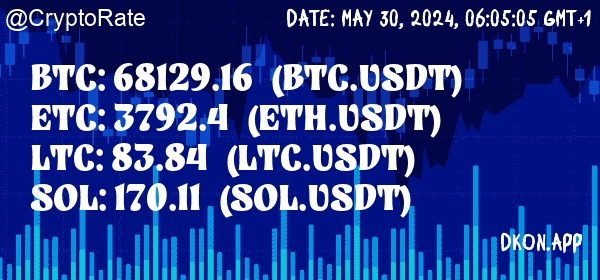 @CryptoRate
DATE: MAY 30, 2024, 06:05:05 GMT+1
BTC: 68129.16 (BTC.USDT)
ETC: 3792.4 (ETH.USDT)
LTC: 83.84 (LTC.USDT)
SOL: 170.11 (SOL.USDT)
DKON.APP